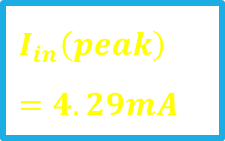 I_in(peak)
= 4.29mA